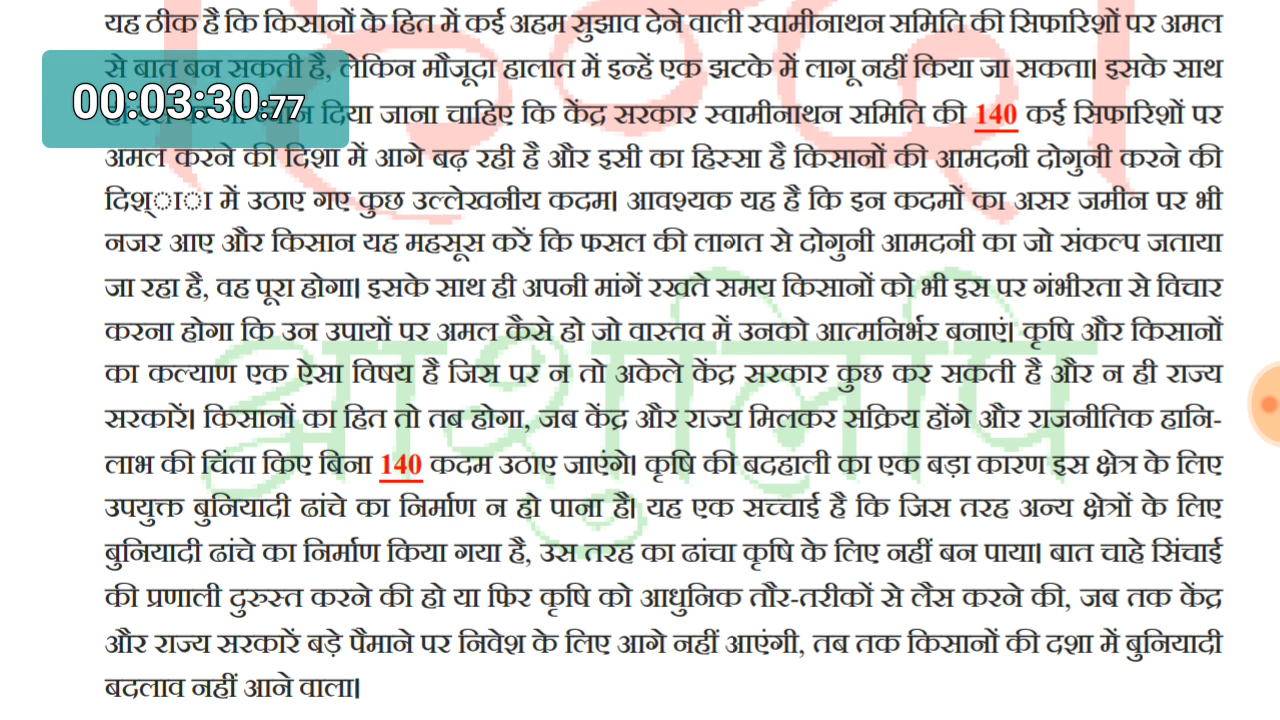 यह ठीक है कि किसानों के हित में कई अहम सुझाव देने वाली स्वामीनाथन समिति की सिफारिशों पर अमल
से बात बन सकती है, लेकिन मौजूदा हालात में इन्हें एक झटके में लागू नहीं किया जा सकता। इसके साथ
00:03:30:77
दिया जाना चाहिए कि केंद्र सरकार स्वामीनाथन समिति की 140 कई सिफारिशों पर
अमल करने की दिशा में आगे बढ़ रही है और इसी का हिस्सा है किसानों की आमदनी दोगुनी करने की
दिश्ाा में उठाए गए कुछ उल्लेखनीय कदम। आवश्यक यह है कि इन कदमों का असर जमीन पर भी
नजर आए और किसान यह महसूस करें कि फसल की लागत से दोगुनी आमदनी का जो संकल्प जताया
जा रहा है, वह पूरा होगा। इसके साथ ही अपनी मांगें रखते समय किसानों को भी इस पर गंभीरता से विचार
करना होगा कि उन उपायों पर अमल कैसे हो जो वास्तव में उनको आत्मनिर्भर बनाएं। कृषि और किसानों
का कल्याण एक ऐसा विषय है जिस पर न तो अकेले केंद्र सरकार कुछ कर सकती है और न ही राज्य
सरकारें। किसानों का हित तो तब होगा, जब केंद्र और राज्य मिलकर सक्रिय होंगे और राजनीतिक हानि-
लाभ की चिंता किए बिना 140 कदम उठाए जाएंगे। कृषि की बदहाली का एक बड़ा कारण इस क्षेत्र के लिए
उपयुक्त बुनियादी ढांचे का निर्माण न हो पाना है। यह एक सच्चाई है कि जिस तरह अन्य क्षेत्रों के लिए
बुनियादी ढांचे का निर्माण किया गया है, उस तरह का ढांचा कृषि के लिए नहीं बन पाया। बात चाहे सिंचाई
की प्रणाली दुरुस्त करने की हो या फिर कृषि को आधुनिक तौर-तरीकों से लैस करने की, जब तक केंद्र
और राज्य सरकारें बड़े पैमाने पर निवेश के लिए आगे नहीं आएंगी, तब तक किसानों की दशा में बुनियादी
बदलाव नहीं आने वाला।
हिन्दी
आशुलिपि